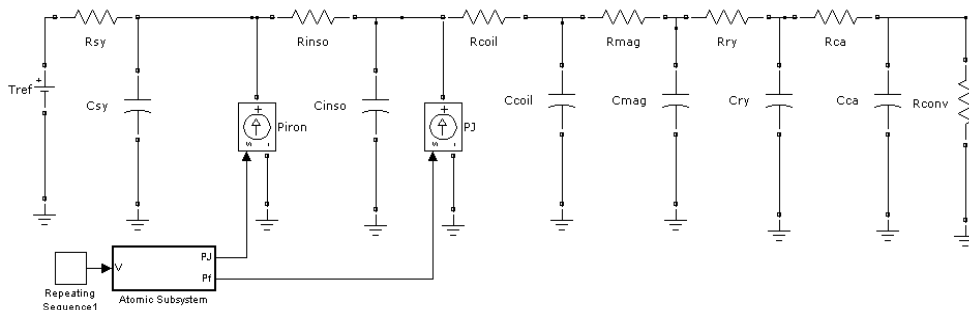 Rsy
Rinso
Rcoil
Rmag
Rry
Rca
Tref
+
Csy
Piron
+
s
-
Cinso
PJ
+
s
-
Ccoil
Cmag
Cry
Cca
Rconv
V
PJ
Pf
Repeating
Sequence1
Atomic Subsystem